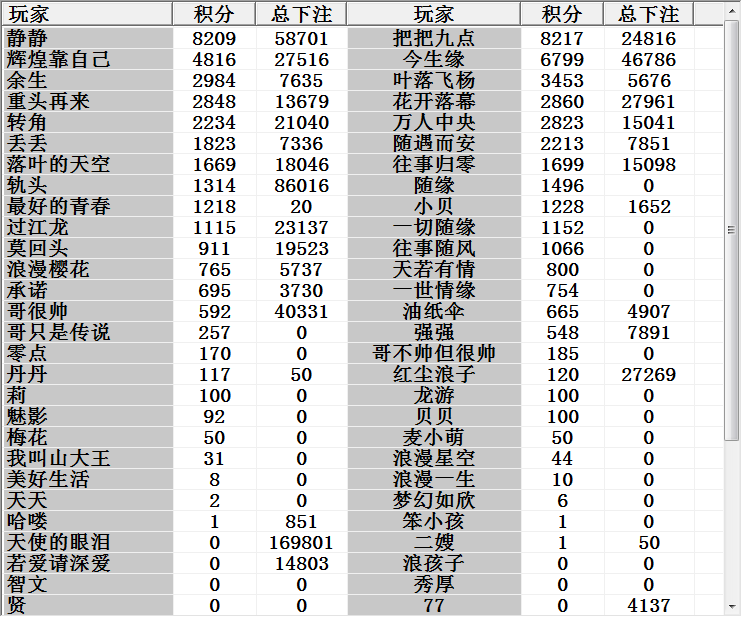 玩家 积分 总下注 玩家 积分 总下注
静静 8209 58701 把把九点 8217 24816
辉煌靠自己 4816 27516 今生缘 6799 46786
余生 2984 7635 叶落飞杨 3453 5676
重头再来 2848 13679 花开落幕 2860 27961
转角 2234 21040 万人中央 2823 15041
丢丢 1823 7336 随遇而安 2213 7851
落叶的天空 1669 18046 往事归零 1699 15098
轨头 1314 86016 随缘 1496 0
最好的青春 1218 20 小贝 1228 1652
过江龙 1115 23137 一切随缘 1152 0
莫回头 911 19523 往事随风 1066 0
浪漫樱花 765 5737 天若有情 800 0
承诺 695 3730 一世情缘 754 0
哥很帅 592 40331 油纸伞 665 4907
哥只是传说 257 0 强强 548 7891
零点 170 0 哥不帅但很帅 185 0
丹丹 117 50 红尘浪子 120 27269
莉 100 0 龙游 100 0
魅影 92 0 贝贝 100 0
梅花 50 0 麦小萌 50 0
我叫山大王 31 0 浪漫星空 44 0
美好生活 8 0 浪漫一生 10 0
天天 2 0 梦幻如欣 6 0
哈喽 1 851 笨小孩 1 0
天使的眼泪 0 169801 二嫂 1 50
若爱请深爱 0 14803 浪孩子 0 0
智文 0 0 秀厚 0 0
贤 0 0 77 0 4137